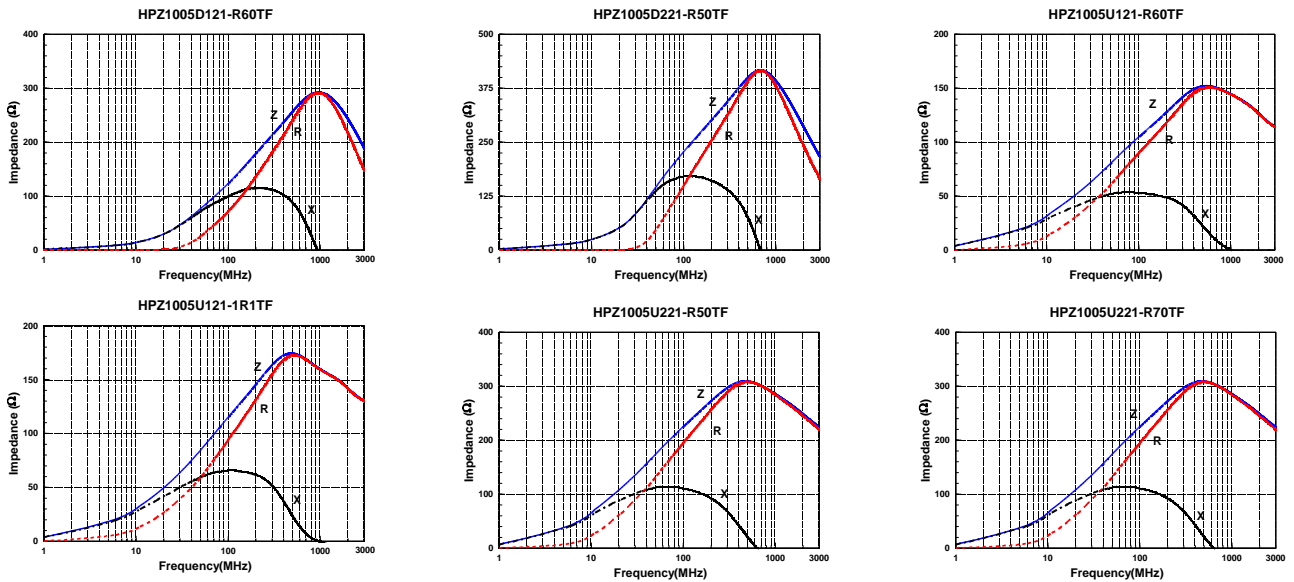 HPZ1005D121-R60TF
400
300
200
100
0
Impedance (Ω)
Z
R
X
1 10 100 1000 3000
Frequency(MHz)
HPZ1005D221-R50TF
500
375
250
125
0
Impedance (Ω)
Z
R
X
1 10 100 1000 3000
Frequency(MHz)
HPZ1005U121-R60TF
200
150
100
50
0
Impedance (Ω)
Z
R
X
1 10 100 1000 3000
Frequency(MHz)
HPZ1005U121-1R1TF
200
150
100
50
0
Impedance (Ω)
Z
R
X
1 10 100 1000 3000
Frequency(MHz)
HPZ1005U221-R50TF
400
300
200
100
0
Impedance (Ω)
Z
R
X
1 10 100 1000 3000
Frequency(MHz)
HPZ1005U221-R70TF
400
300
200
100
0
Impedance (Ω)
Z
R
X
1 10 100 1000 3000
Frequency(MHz)